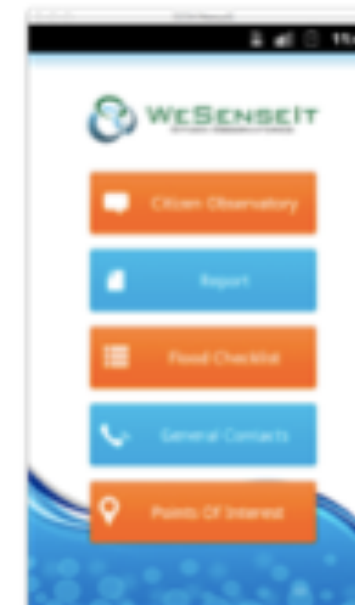 WESENSEIT
Citizen Observatory
Report
Flood Checklist
General Contacts
Points Of Interest